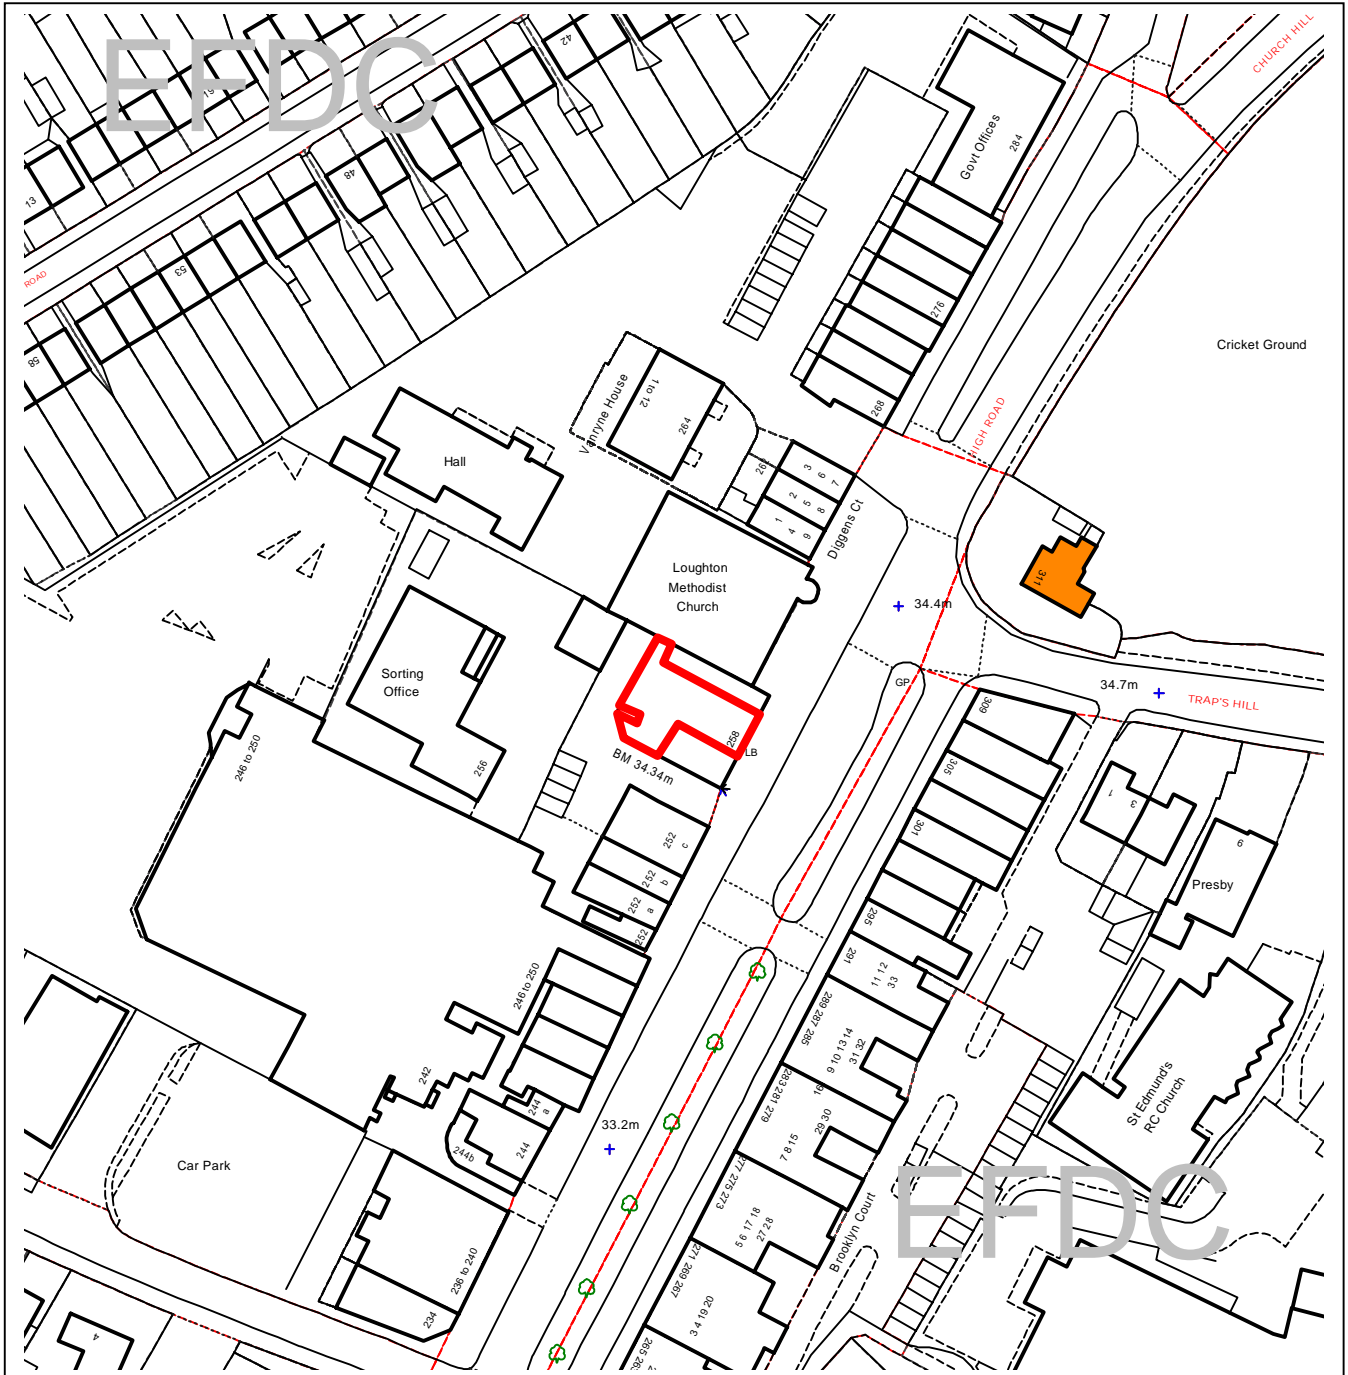 EFDC
42
51
CHURCH HILL
Govt Offices
284
13
48
ROAD
53
58
276
Cricket Ground
268
HIGH ROAD
Vanryne House
1 to 12
264
Hall
262
3
6
7
2
5
8
1
4
9
Diggens Ct
Loughton
Methodist
Church
311
34.4m
Sorting
Office
GP
34.7m
TRAP'S HILL
309
258
LB
BM 34.34m
246 to 250
256
305
1
3
301
252
c
252
b
252
a
252
9
Presby
295
291
11 12
33
246 to 250
289 287 285
9 10 13 14
31 32
242
16
244
a
283 281 279
29 30
7 8 15
St Edmund's
RC Church
33.2m
244
244b
Car Park
277 275 273
5 6 17 18
27 28
EFDC
Brooklyn Court
236 to 240
271 269 267
3 4 19 20
234
4